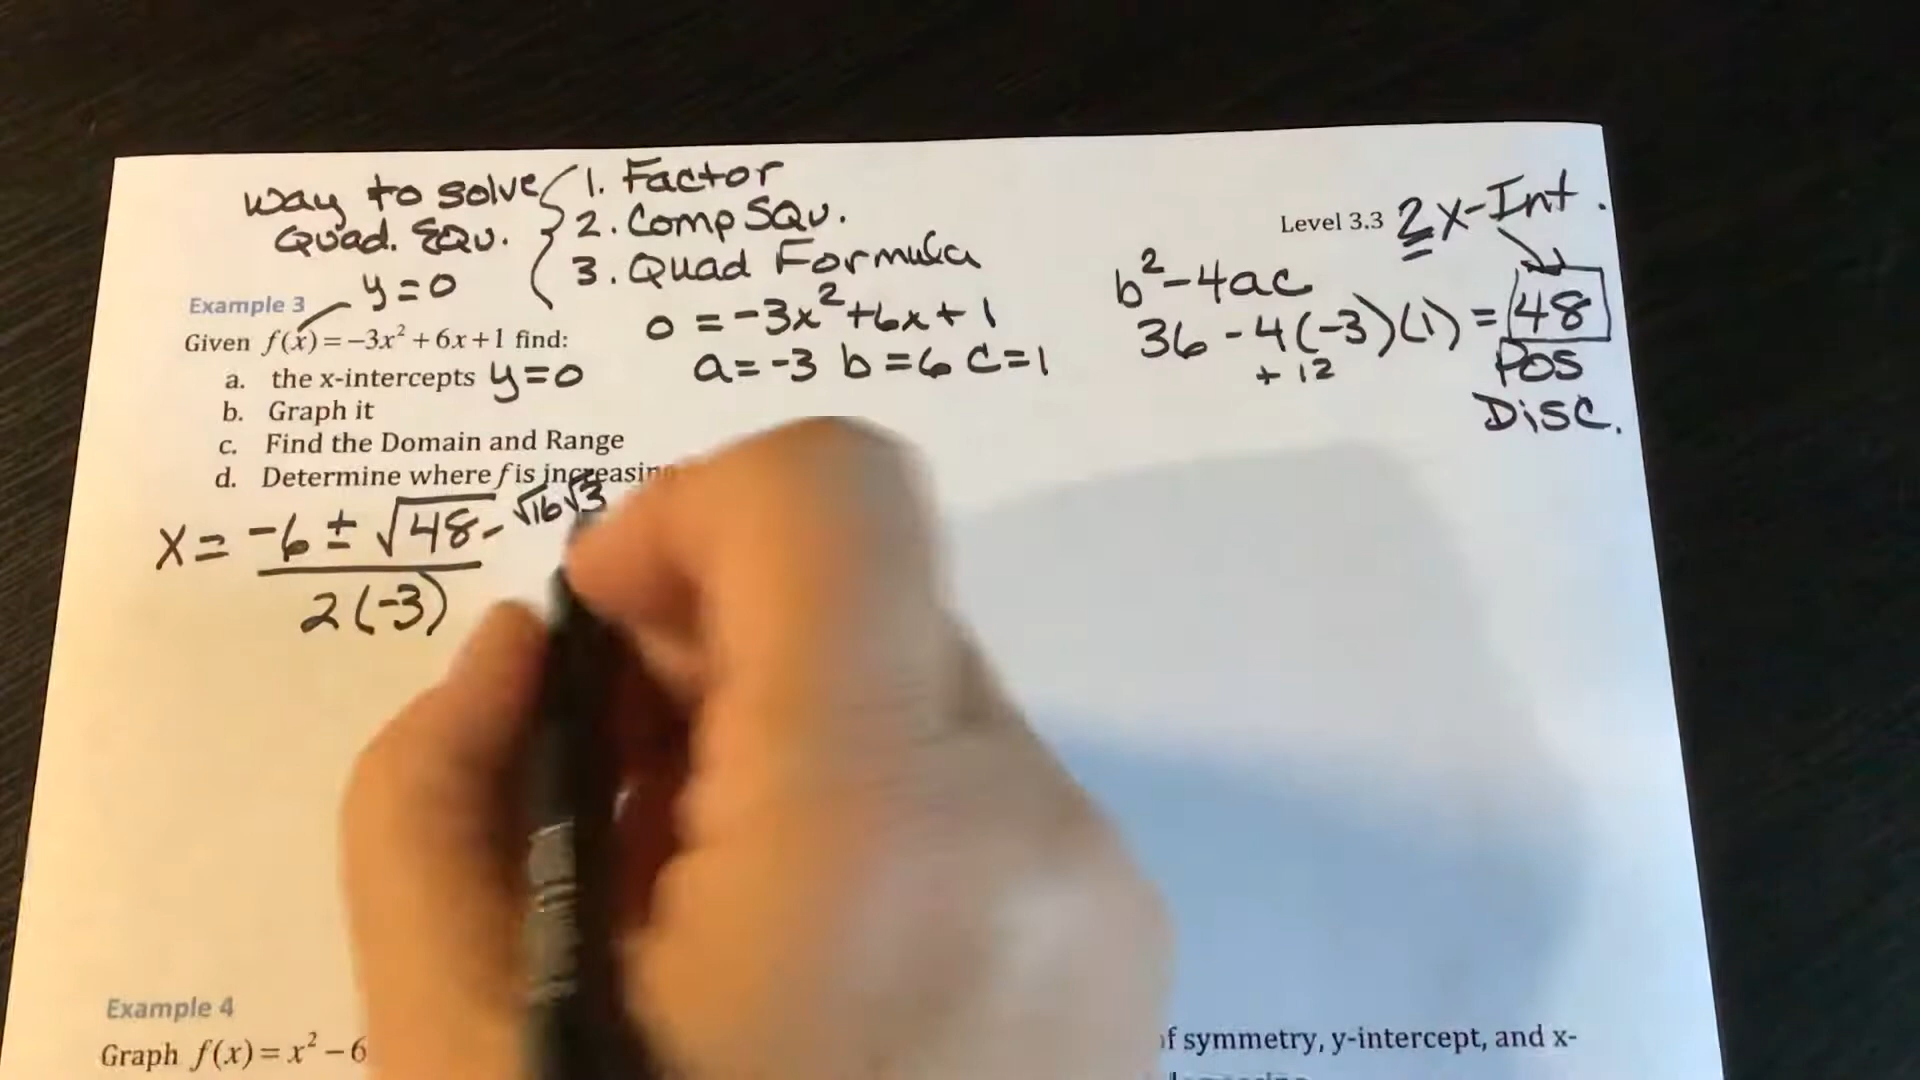 Way to solve 1. Factor
Quad. EQU. 2. Comp SQU.
3. Quad Formula
y=0
Level 3.3 2 x-Int.
b²-4ac
36 -4(-3)(1) = 48
+12
Pos
Disc.
Example 3
0 = -3x²+6x+1
Given f(x)=−3x²+6x+1 find:
a=-3 b=6 c=1
a. the x-intercepts y=0
b. Graph it
c. Find the Domain and Range
d. Determine where f is increasin
x= -6 ± √48 - √16√3
2(-3)
Example 4
Graph f(x)=x²−6
of symmetry, y-intercept, and x-